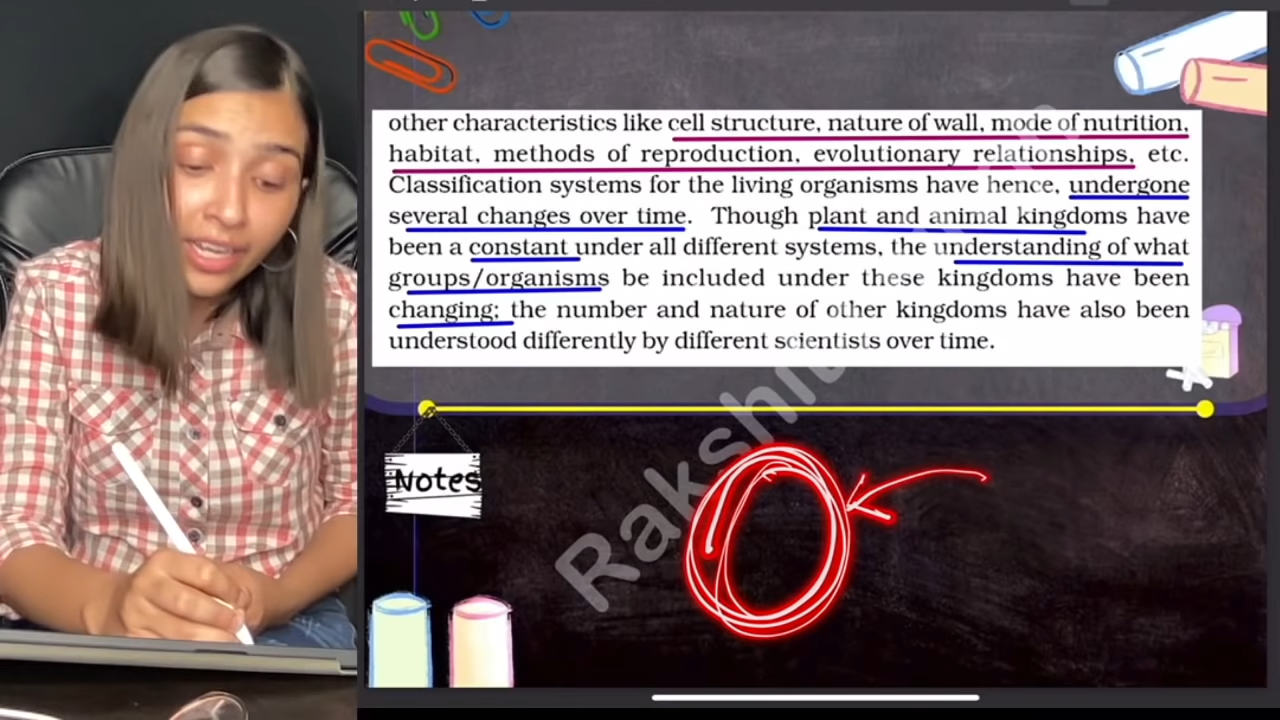 other characteristics like cell structure, nature of wall, mode of nutrition,
habitat, methods of reproduction, evolutionary relationships, etc.
Classification systems for the living organisms have hence, undergone
several changes over time. Though plant and animal kingdoms have
been a constant under all different systems, the understanding of what
groups/organisms be included under these kingdoms have been
changing; the number and nature of other kingdoms have also been
understood differently by different scientists over time.
Notes